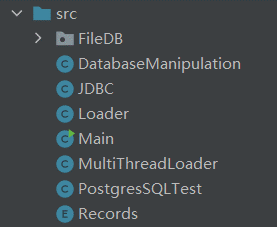 src
FileDB
DatabaseManipulation
JDBC
Loader
Main
MultiThreadLoader
PostgresSQLTest
Records